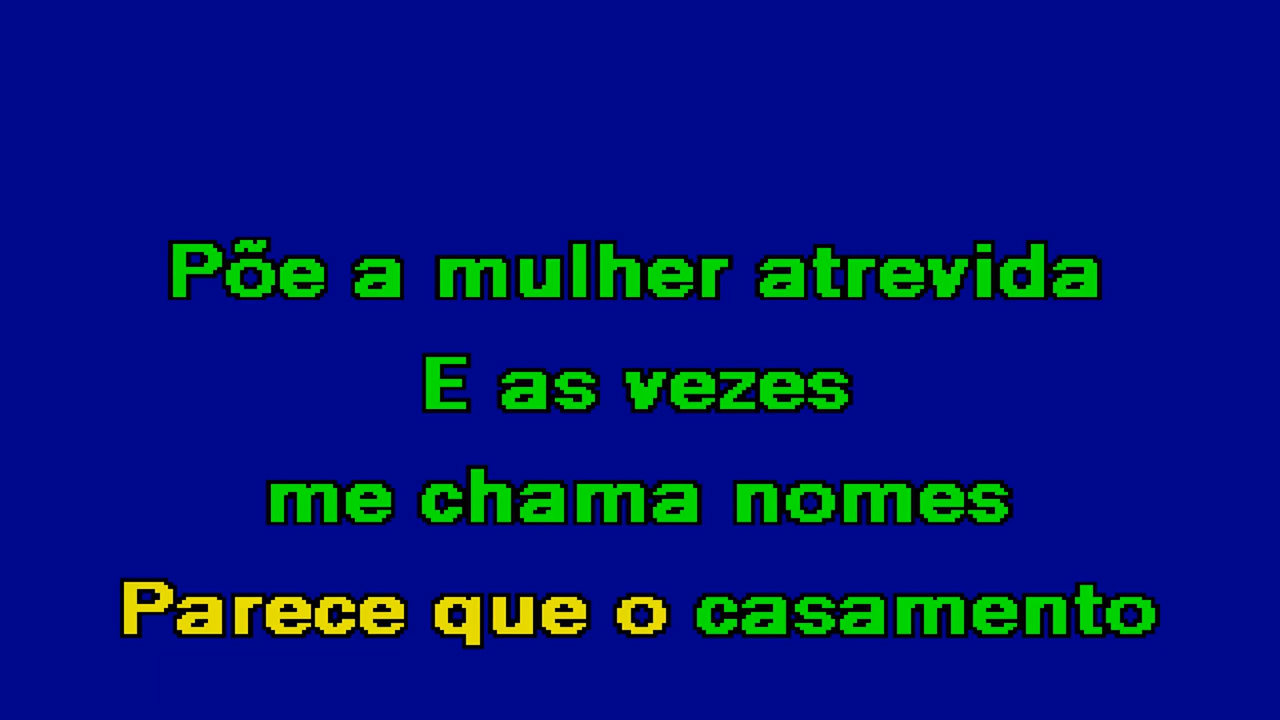 Põe a mulher atrevida
E as vezes
me chama nomes
Parece que o casamento